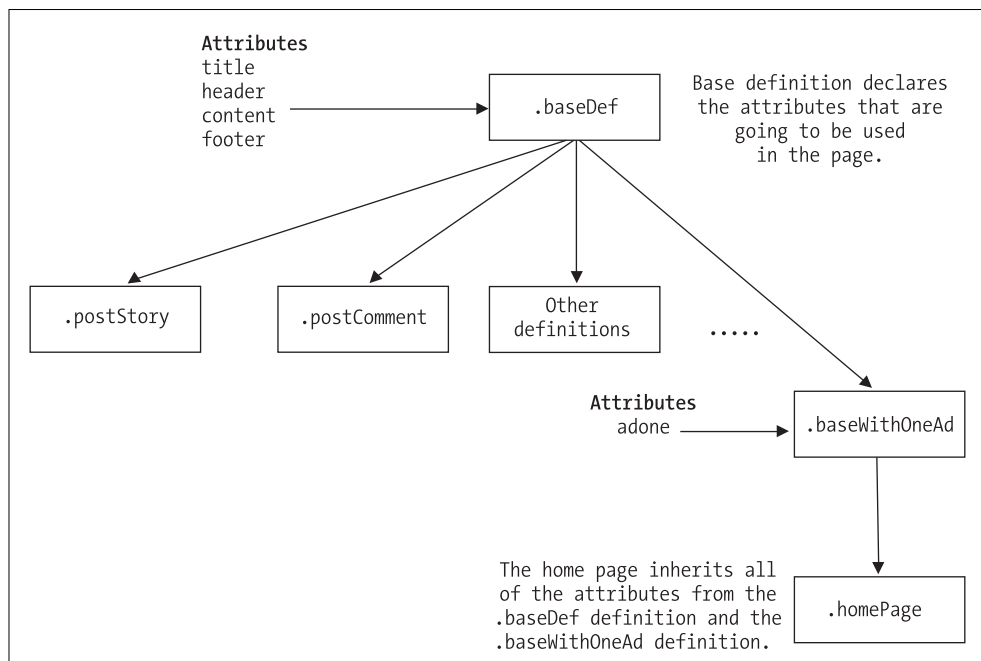 Attributes
title
header
content
footer
.baseDef
Base definition declares
the attributes that are
going to be used
in the page.
.postStory
.postComment
Other
definitions
.....
Attributes
adone
.baseWithOneAd
The home page inherits all
of the attributes from the
.baseDef definition and the
.baseWithOneAd definition.
.homePage